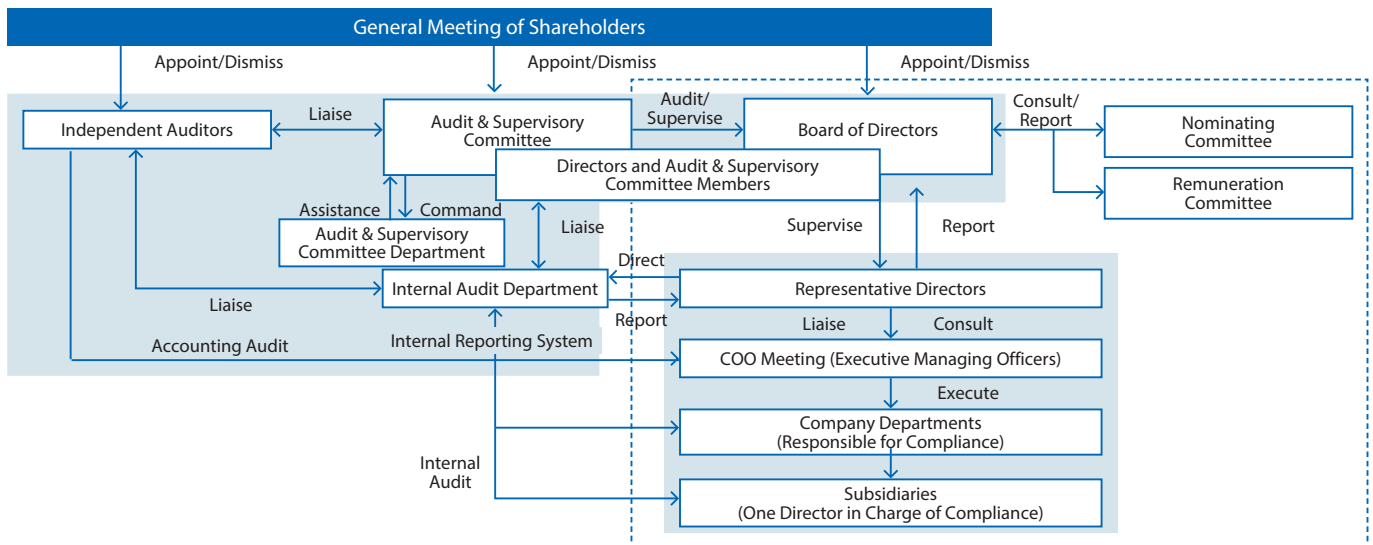 General Meeting of Shareholders
Appoint/Dismiss
Appoint/Dismiss
Appoint/Dismiss
Independent Auditors
Liaise
Audit & Supervisory
Committee
Audit/
Supervise
Board of Directors
Consult/
Report
Nominating
Committee
Directors and Audit & Supervisory
Committee Members
Remuneration
Committee
Assistance
Command
Audit & Supervisory
Committee Department
Liaise
Supervise
Report
Direct
Internal Audit Department
Representative Directors
Liaise
Report
Liaise
Consult
Accounting Audit
Internal Reporting System
COO Meeting (Executive Managing Officers)
Execute
Company Departments
(Responsible for Compliance)
Internal
Audit
Subsidiaries
(One Director in Charge of Compliance)